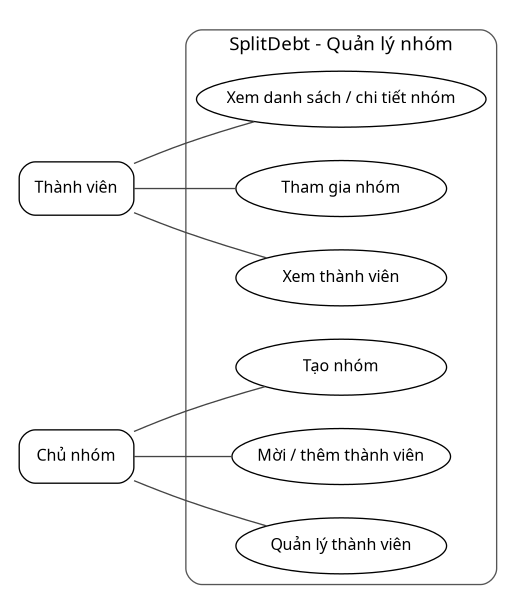 SplitDebt - Quản lý nhóm
Xem danh sách / chi tiết nhóm
Thành viên
Tham gia nhóm
Xem thành viên
Tạo nhóm
Chủ nhóm
Mời / thêm thành viên
Quản lý thành viên